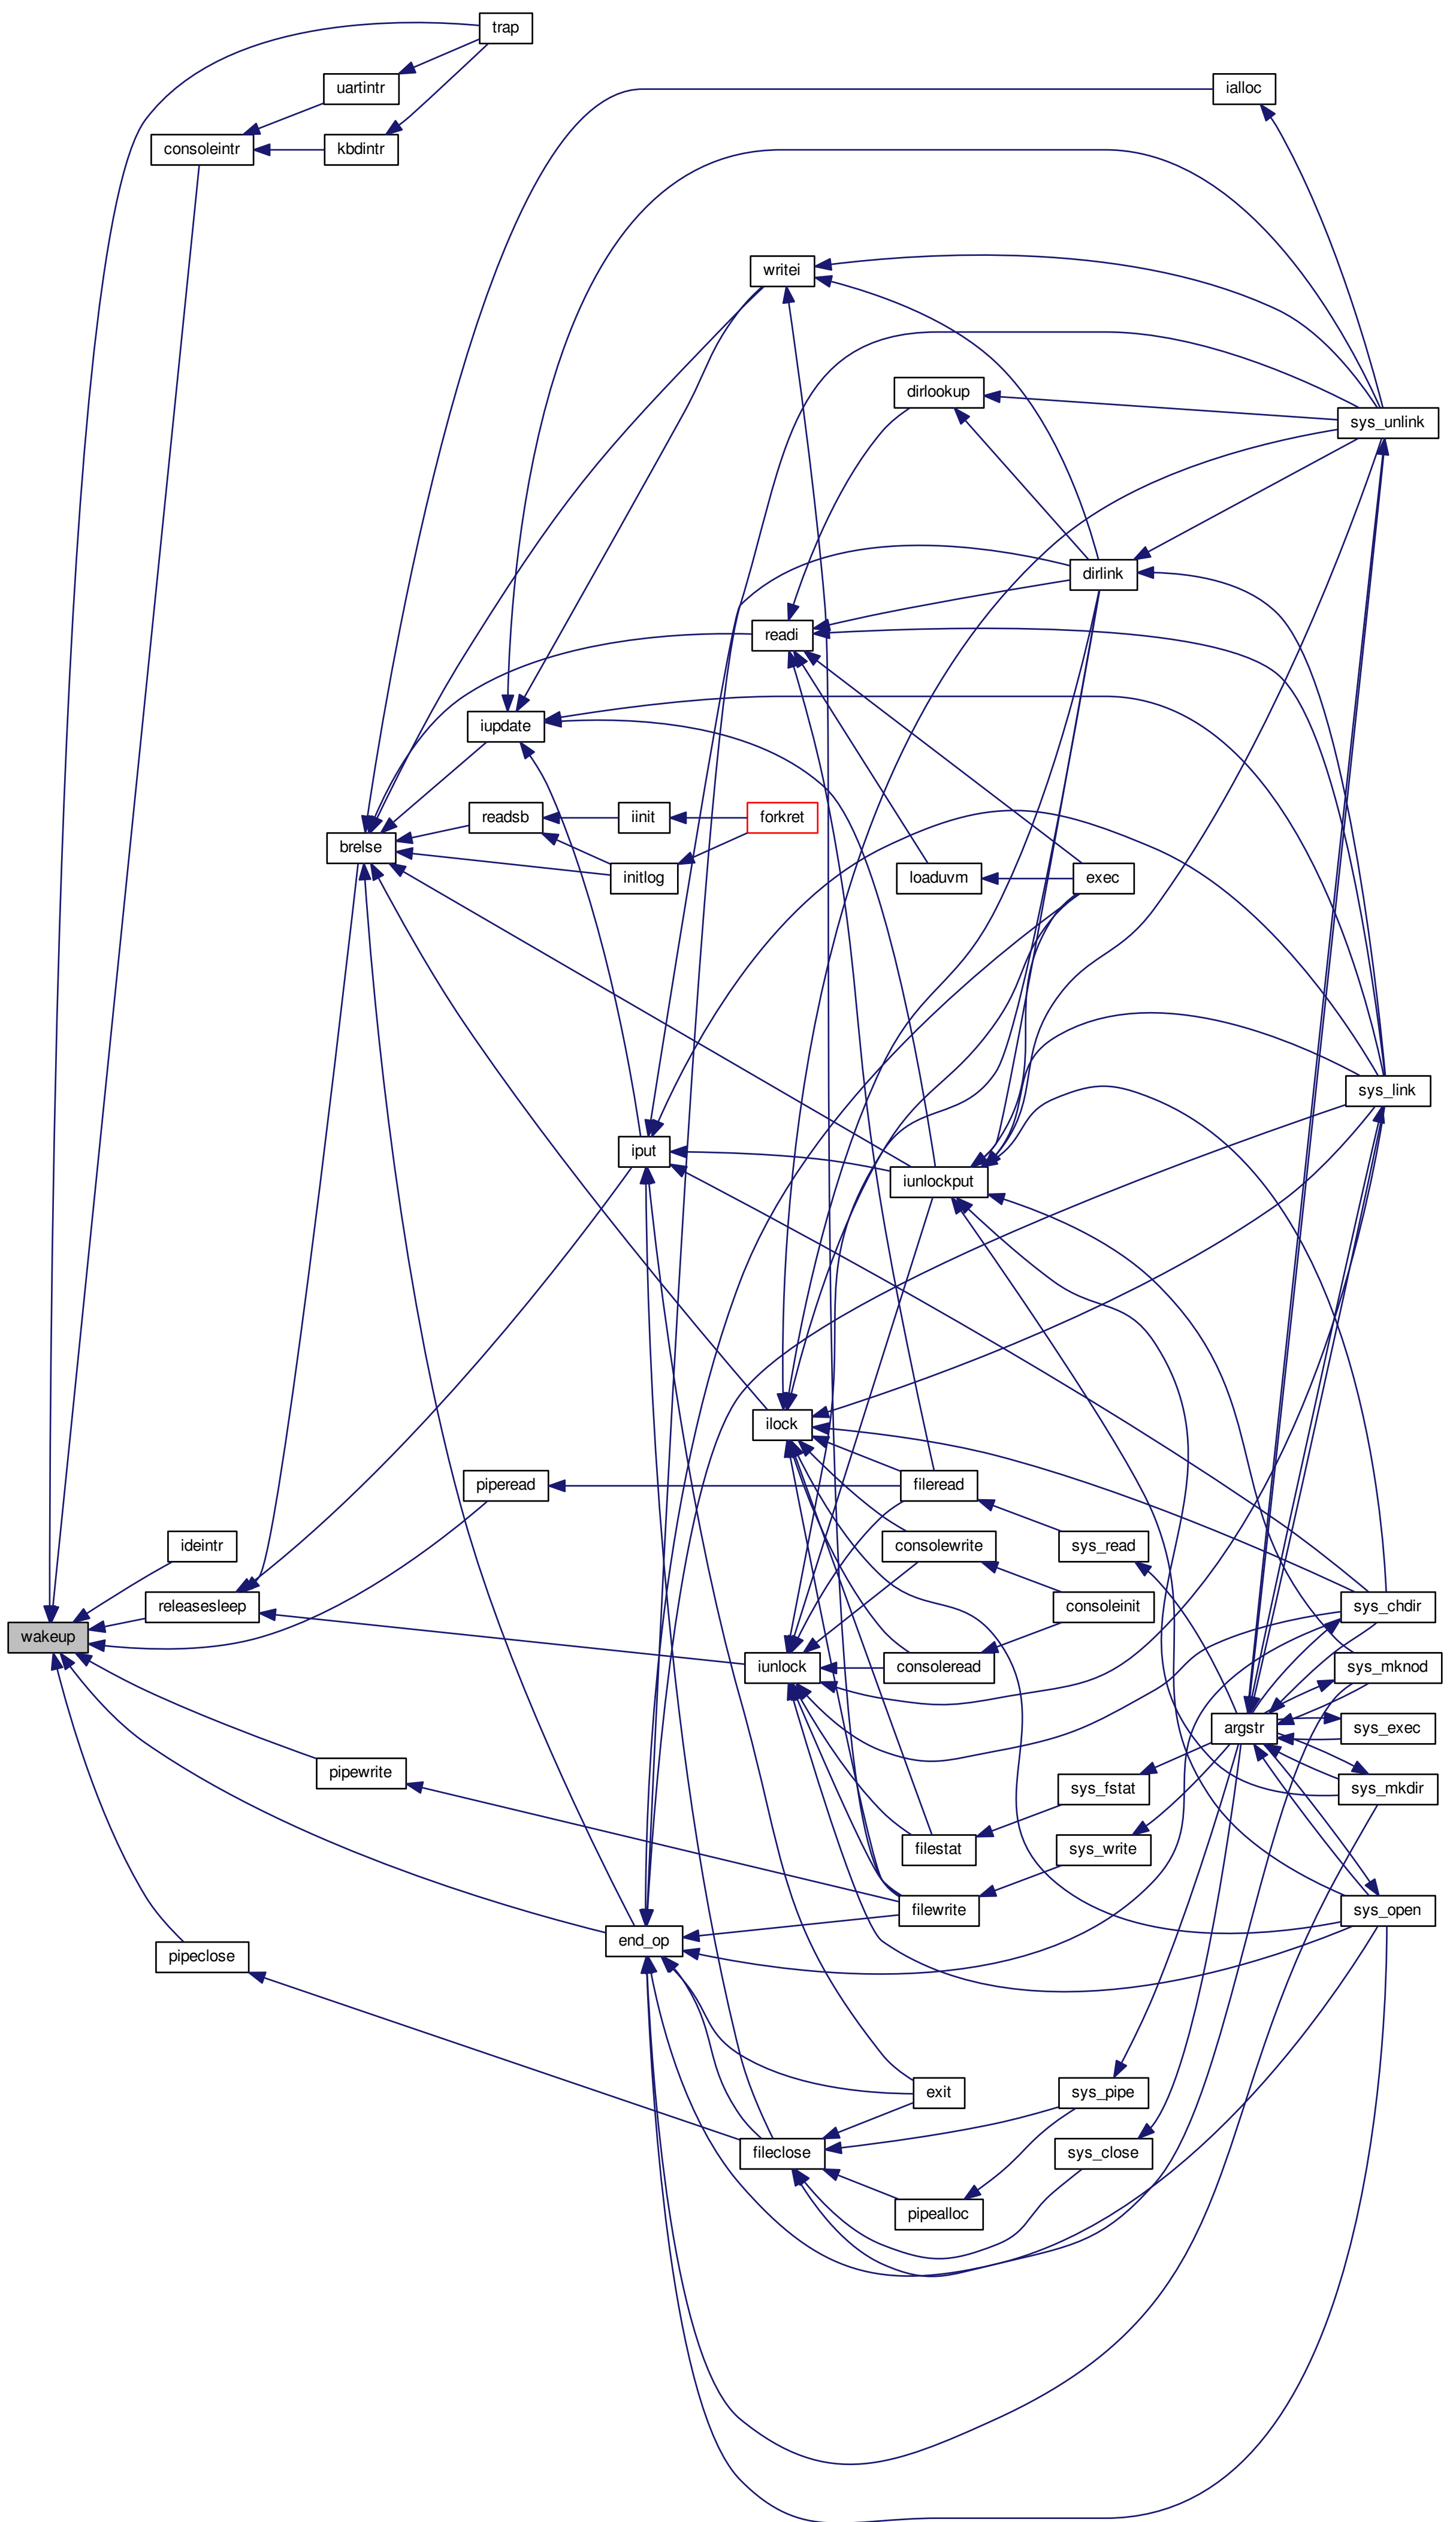 trap
uartintr
ialloc
consoleintr
kbdintr
writei
dirlookup
sys_unlink
dirlink
readi
iupdate
readsb
iinit
forkret
brelse
initlog
loaduvm
exec
sys_link
iput
iunlockput
ilock
piperead
fileread
ideintr
consolewrite
sys_read
releasesleep
consoleinit
sys_chdir
wakeup
iunlock
consoleread
sys_mknod
argstr
sys_exec
pipewrite
sys_fstat
sys_mkdir
filestat
sys_write
filewrite
sys_open
end_op
pipeclose
exit
sys_pipe
fileclose
sys_close
pipealloc